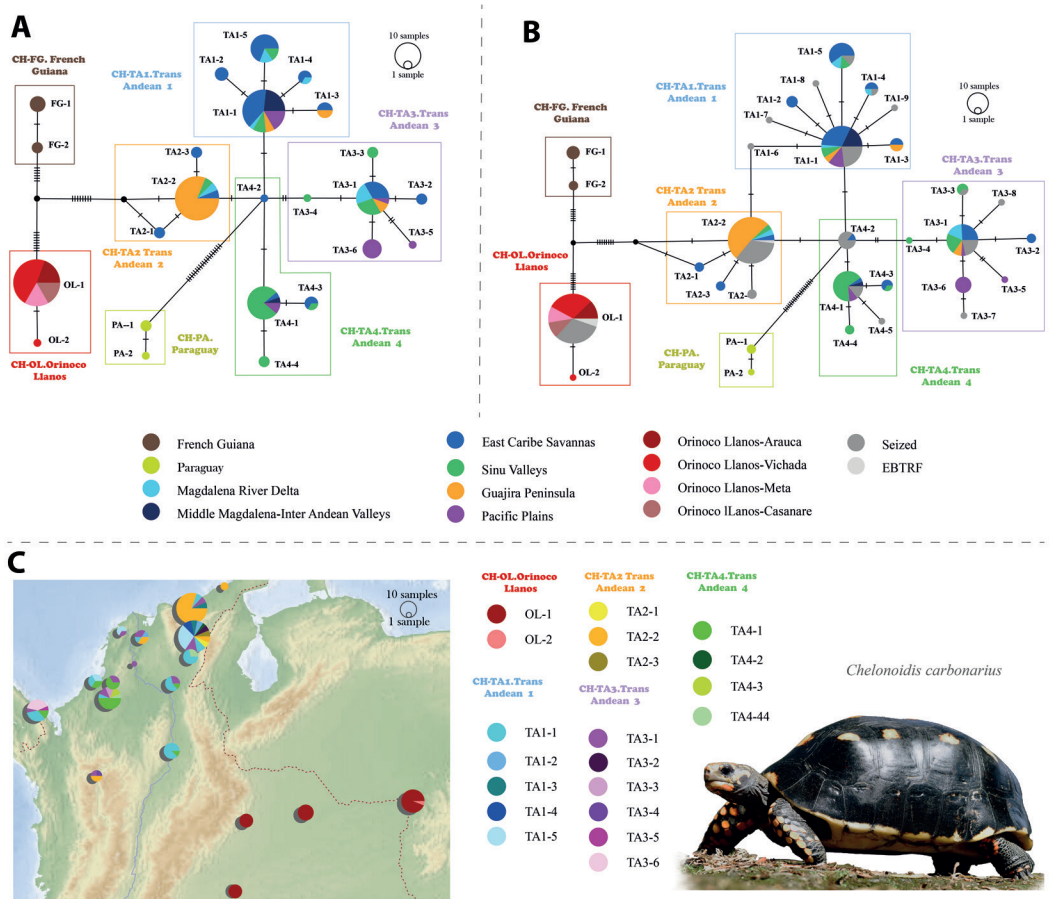 A
CH-FG. French
Guiana
FG-1
FG-2
CH-TA1.Trans
Andean 1
TA1-5
TA1-2
TA1-4
TA1-3
TA1-1
10 samples
1 sample
CH-TA3.Trans
Andean 3
TA2-3
TA2-2
TA2-1
CH-TA2 Trans
Andean 2
TA4-2
TA3-3
TA3-1
TA3-2
TA3-4
TA3-5
TA3-6
OL-1
OL-2
CH-OL.Orinoco
Llanos
PA--1
PA-2
CH-PA.
Paraguay
TA4-3
TA4-1
TA4-4
CH-TA4.Trans
Andean 4
B
CH-FG. French
Guiana
FG-1
FG-2
CH-TA1.Trans
Andean 1
TA1-5
TA1-8
TA1-4
TA1-2
TA1-9
TA1-7
TA1-6
TA1-1
TA1-3
10 samples
1 sample
CH-TA3.Trans
Andean 3
CH-TA2 Trans
Andean 2
TA2-2
TA2-1
TA2-3
TA2-
TA4-2
TA3-3
TA3-8
TA3-1
TA3-2
TA3-4
TA3-6
TA3-5
TA3-7
CH-OL.Orinoco
Llanos
OL-1
OL-2
CH-PA.
Paraguay
PA--1
PA-2
TA4-3
TA4-1
TA4-5
TA4-4
CH-TA4.Trans
Andean 4
French Guiana
Paraguay
Magdalena River Delta
Middle Magdalena-Inter Andean Valleys
East Caribe Savannas
Sinu Valleys
Guajira Peninsula
Pacific Plains
Orinoco Llanos-Arauca
Orinoco Llanos-Vichada
Orinoco Llanos-Meta
Orinoco lLanos-Casanare
Seized
EBTRF
C
10 samples
1 sample
CH-OL.Orinoco
Llanos
OL-1
OL-2
CH-TA1.Trans
Andean 1
TA1-1
TA1-2
TA1-3
TA1-4
TA1-5
CH-TA2 Trans
Andean 2
TA2-1
TA2-2
TA2-3
CH-TA3.Trans
Andean 3
TA3-1
TA3-2
TA3-3
TA3-4
TA3-5
TA3-6
CH-TA4.Trans
Andean 4
TA4-1
TA4-2
TA4-3
TA4-44
Chelonoidis carbonarius